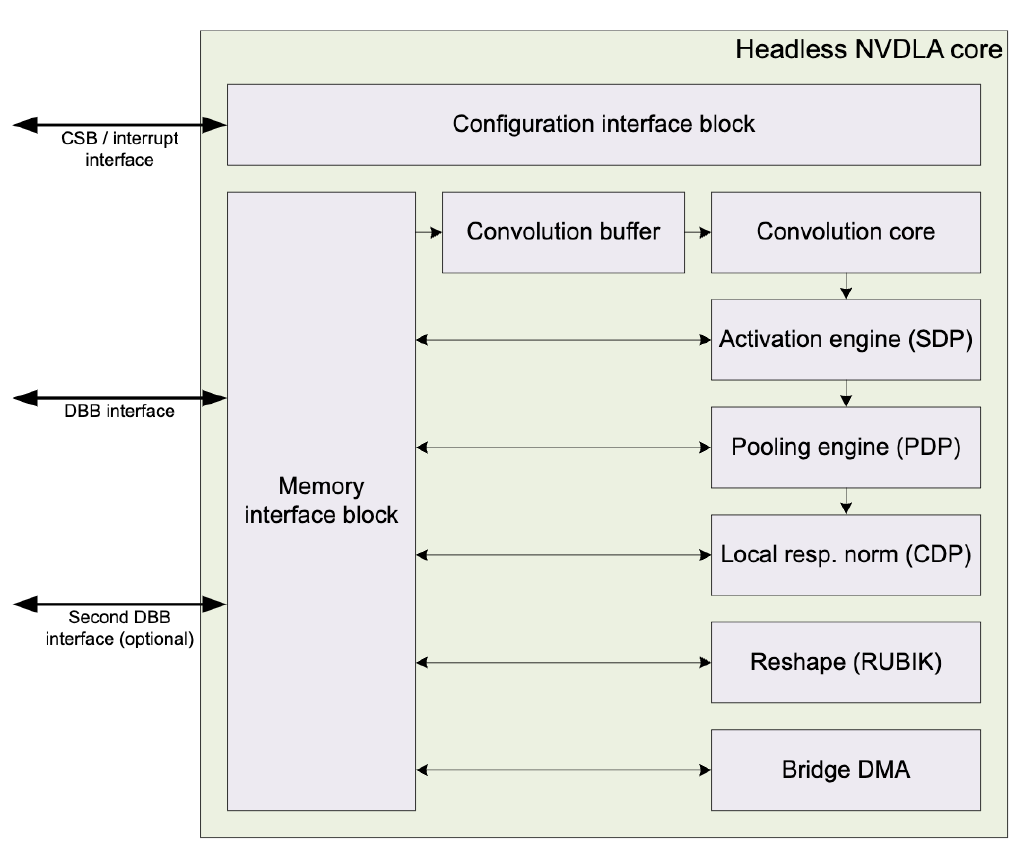 Headless NVDLA core
Configuration interface block
CSB / interrupt
interface
Convolution buffer
Convolution core
Activation engine (SDP)
DBB interface
Pooling engine (PDP)
Memory
interface block
Local resp. norm (CDP)
Second DBB
interface (optional)
Reshape (RUBIK)
Bridge DMA